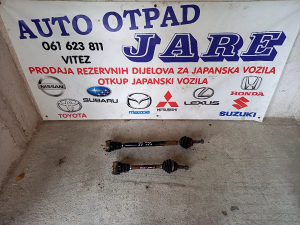 AUTO OTPAD
061 623 811
VITEZ
JARE
PRODAJA REZERVNIH DIJELOVA ZA JAPANSKA VOZILA
OTKUP JAPANSKI VOZILA
NISSAN
SUBARU
mazda
MITSUBISHI
LEXUS
HONDA
TOYOTA
SUZUKI